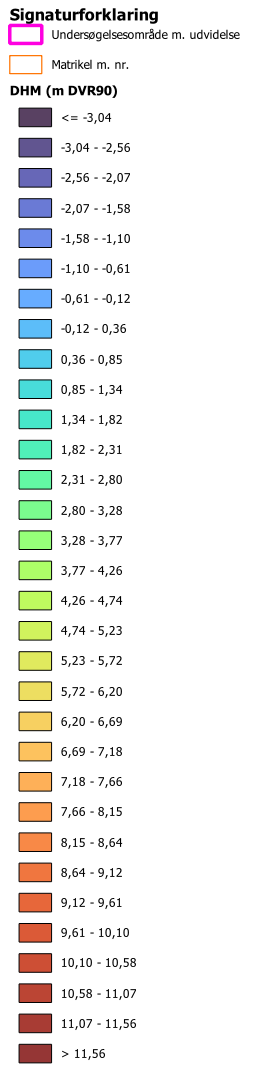 Signaturforklaring
Undersøgelsesområde m. udvidelse
Matrikel m. nr.
DHM (m DVR90)
<= -3,04
-3,04 - -2,56
-2,56 - -2,07
-2,07 - -1,58
-1,58 - -1,10
-1,10 - -0,61
-0,61 - -0,12
-0,12 - 0,36
0,36 - 0,85
0,85 - 1,34
1,34 - 1,82
1,82 - 2,31
2,31 - 2,80
2,80 - 3,28
3,28 - 3,77
3,77 - 4,26
4,26 - 4,74
4,74 - 5,23
5,23 - 5,72
5,72 - 6,20
6,20 - 6,69
6,69 - 7,18
7,18 - 7,66
7,66 - 8,15
8,15 - 8,64
8,64 - 9,12
9,12 - 9,61
9,61 - 10,10
10,10 - 10,58
10,58 - 11,07
11,07 - 11,56
> 11,56